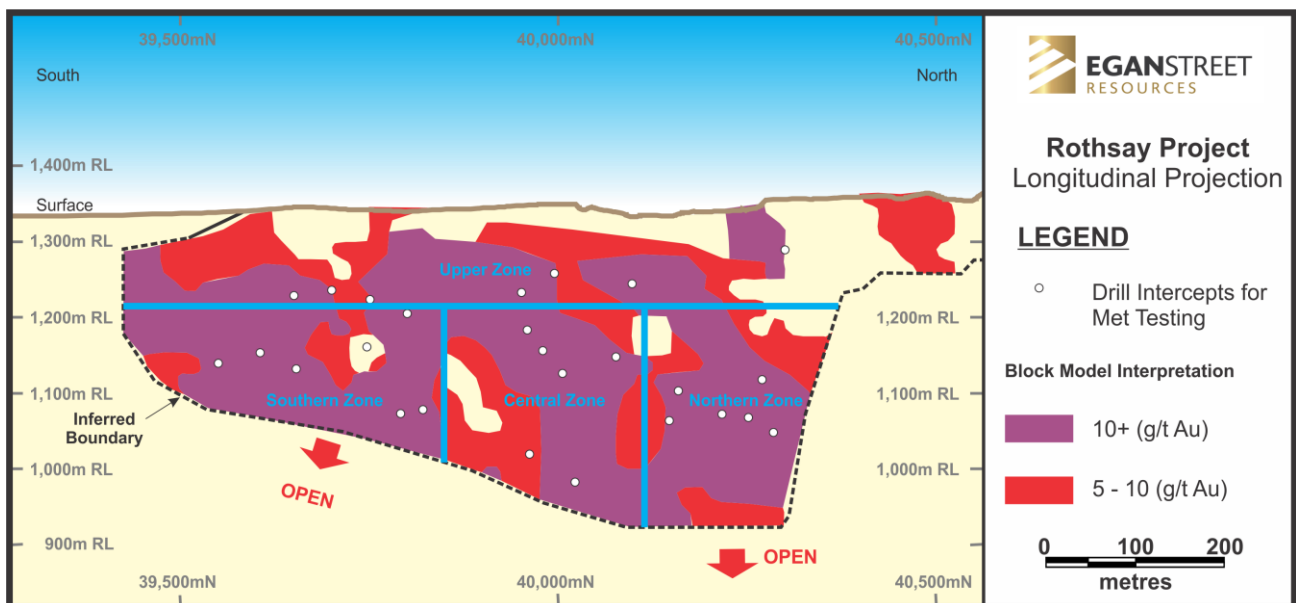 39,500mN
40,000mN
40,500mN
South
North
1,400m RL
Surface
1,300m RL
1,200m RL
1,100m RL
1,000m RL
900m RL
Upper Zone
Southern Zone
Central Zone
Northern Zone
Inferred
Boundary
OPEN
OPEN
1,200m RL
1,100m RL
1,000m RL
39,500mN
40,000mN
40,500mN
EGANSTREET
RESOURCES
Rothsay Project
Longitudinal Projection
LEGEND
Drill Intercepts for
Met Testing
Block Model Interpretation
10+ (g/t Au)
5 - 10 (g/t Au)
0 100 200
metres